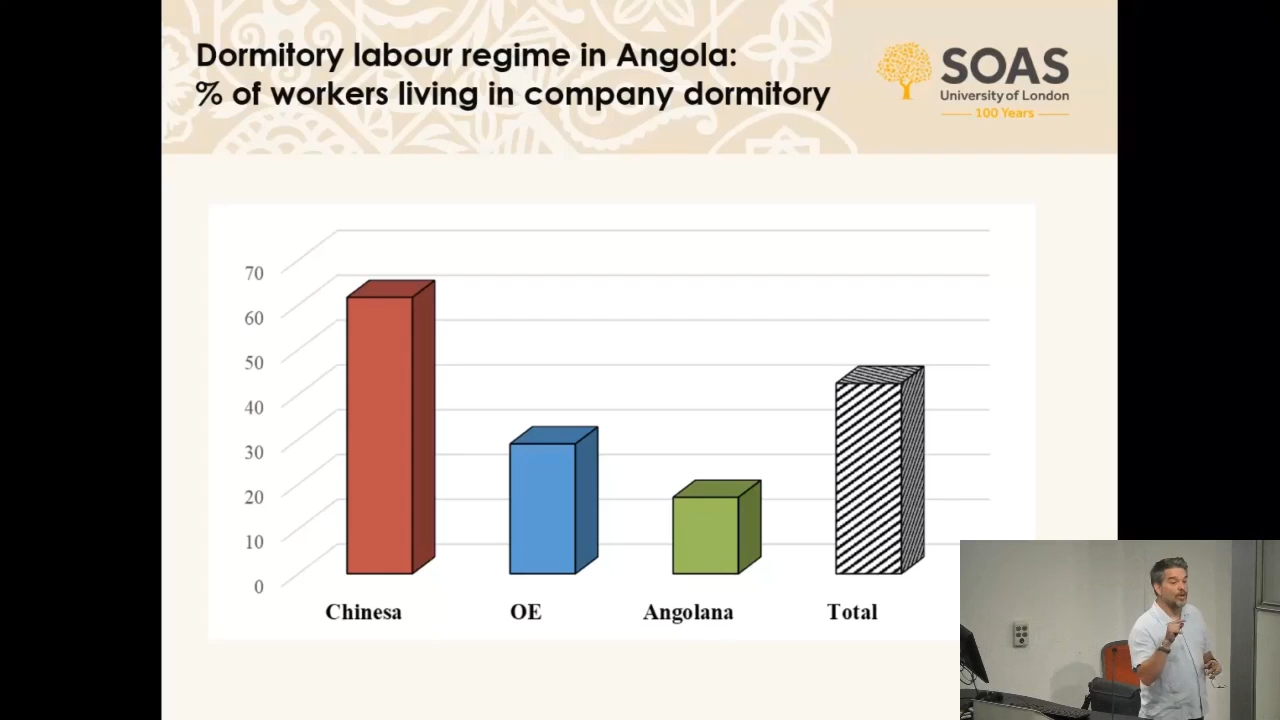 Dormitory labour regime in Angola:
% of workers living in company dormitory
SOAS
University of London
100 Years
70
60
50
40
30
20
10
0
Chinesa
OE
Angolana
Total